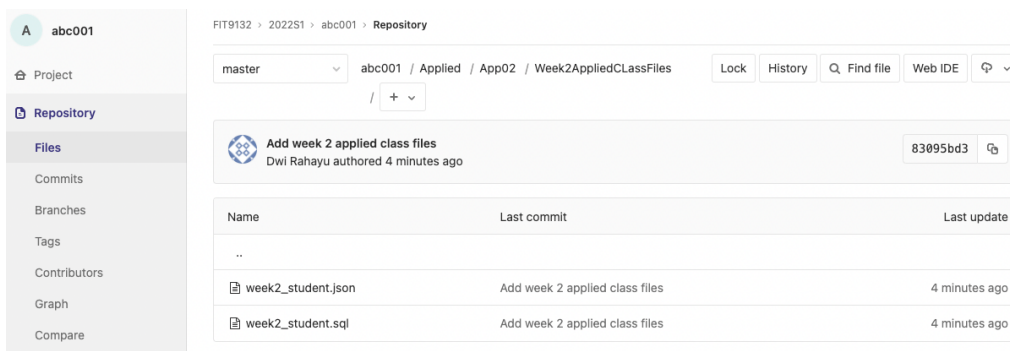 A abc001
Project
Repository
Files
Commits
Branches
Tags
Contributors
Graph
Compare
FIT9132 > 2022S1 > abc001 > Repository
master
abc001 / Applied / App02 / Week2AppliedCLassFiles
/ +
Lock
History
Find file
Web IDE
Add week 2 applied class files
Dwi Rahayu authored 4 minutes ago
83095bd3
Name Last commit Last update
..
week2_student.json Add week 2 applied class files 4 minutes ago
week2_student.sql Add week 2 applied class files 4 minutes ago